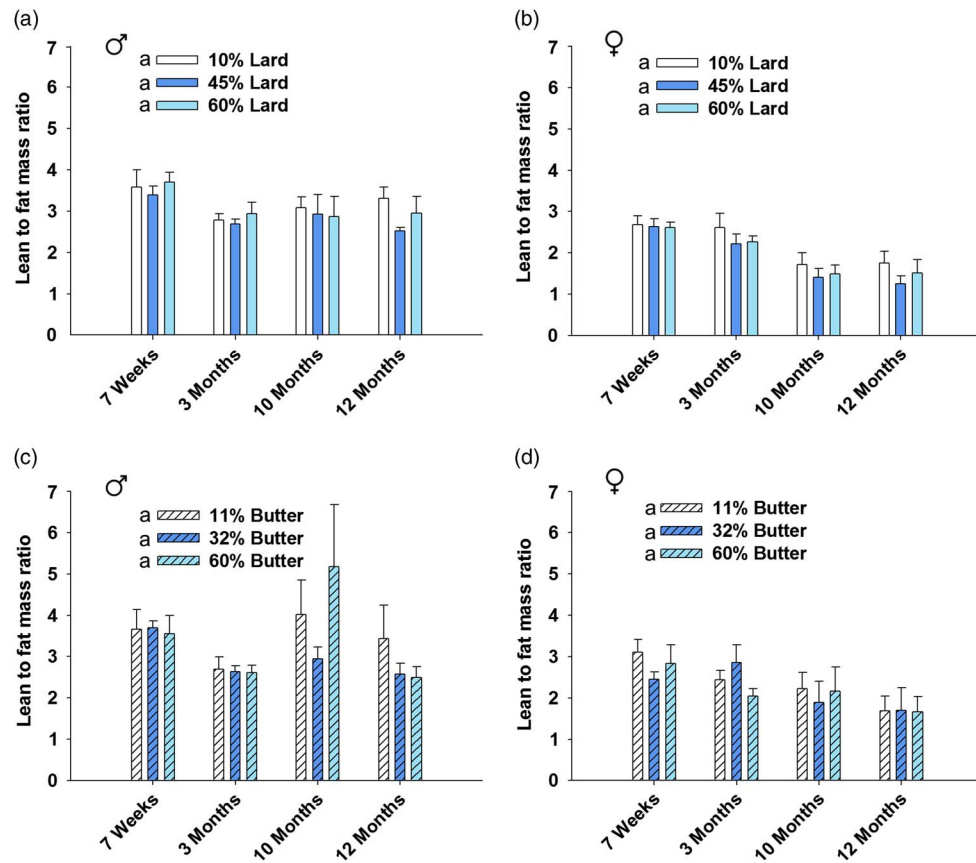 (a)
♂
a 10% Lard
a 45% Lard
a 60% Lard
Lean to fat mass ratio
7
6
5
4
3
2
1
0
7 Weeks
3 Months
10 Months
12 Months
(b)
♀
a 10% Lard
a 45% Lard
a 60% Lard
Lean to fat mass ratio
7
6
5
4
3
2
1
0
7 Weeks
3 Months
10 Months
12 Months
(c)
♂
a 11% Butter
a 32% Butter
a 60% Butter
Lean to fat mass ratio
7
6
5
4
3
2
1
0
7 Weeks
3 Months
10 Months
12 Months
(d)
♀
a 11% Butter
a 32% Butter
a 60% Butter
Lean to fat mass ratio
7
6
5
4
3
2
1
0
7 Weeks
3 Months
10 Months
12 Months